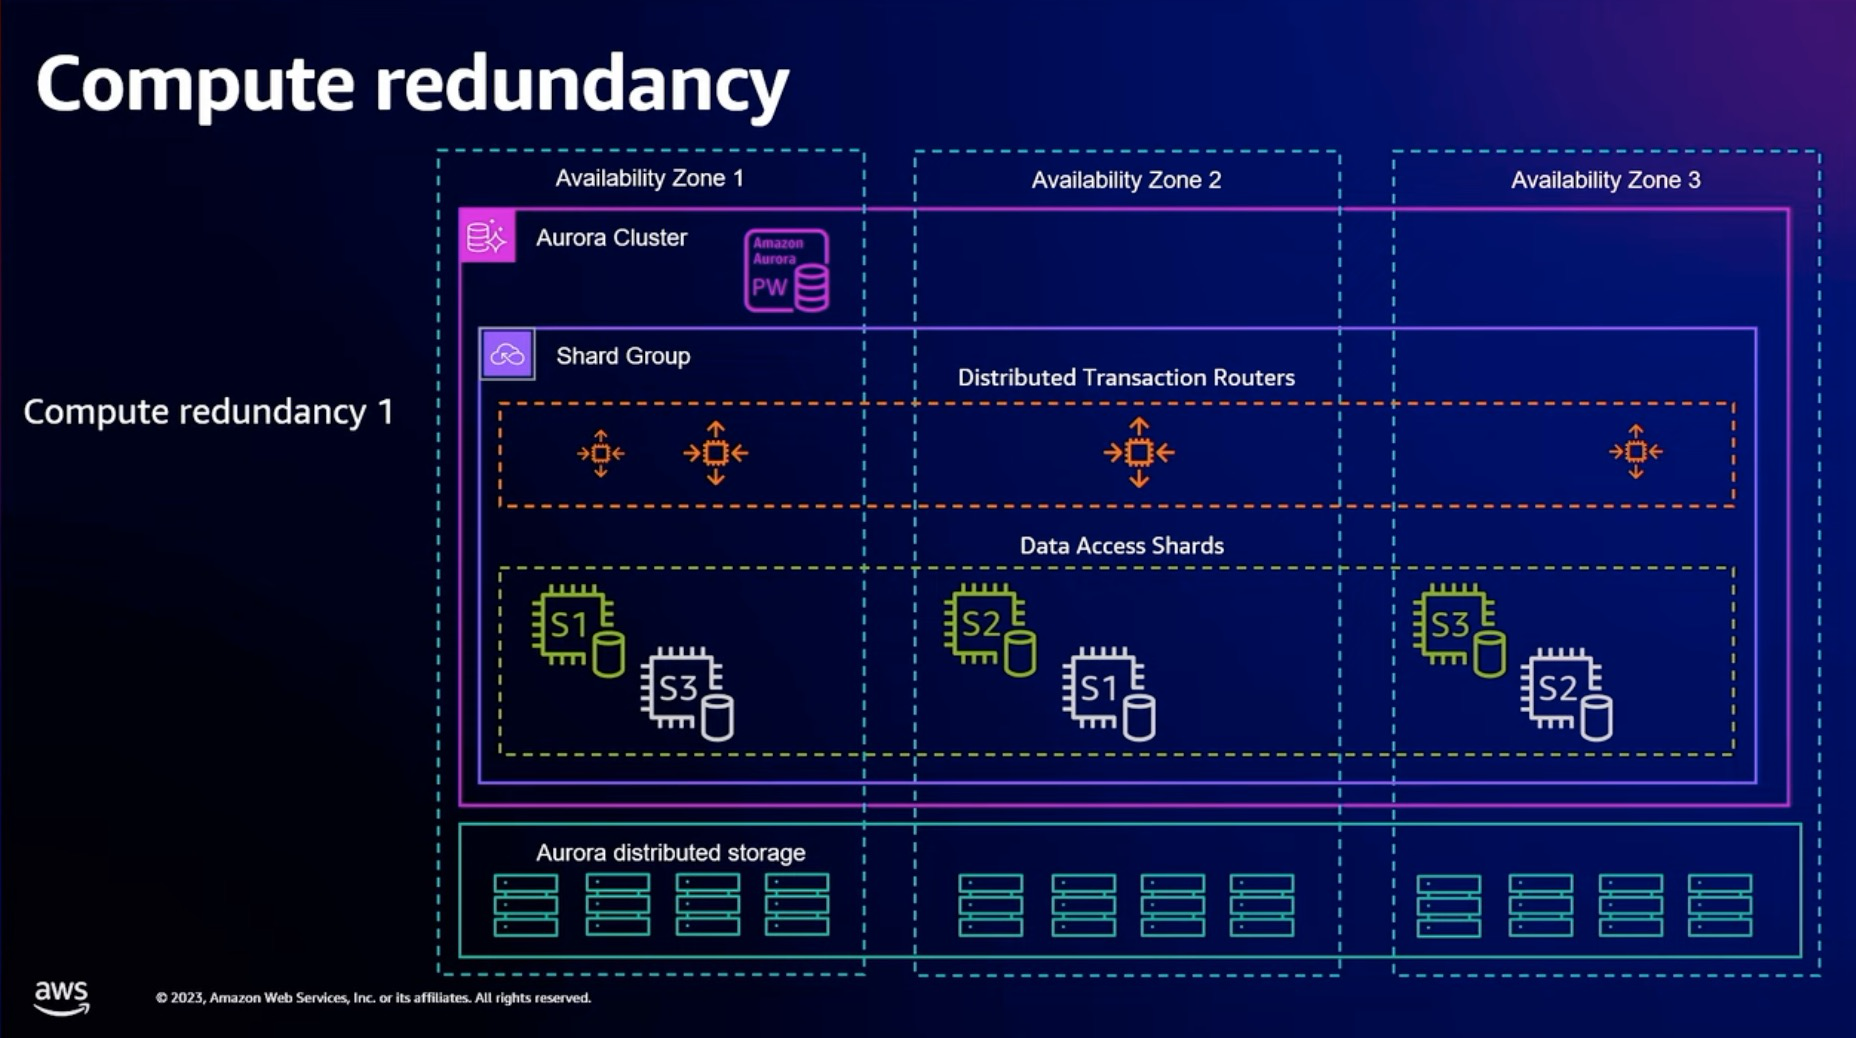 Compute redundancy
Availability Zone 1
Availability Zone 2
Availability Zone 3
Aurora Cluster
Amazon
Aurora
PW
Shard Group
Distributed Transaction Routers
Compute redundancy 1
Data Access Shards
S1
S3
S2
S1
S3
S2
Aurora distributed storage
aws
© 2023, Amazon Web Services, Inc. or its affiliates. All rights reserved.